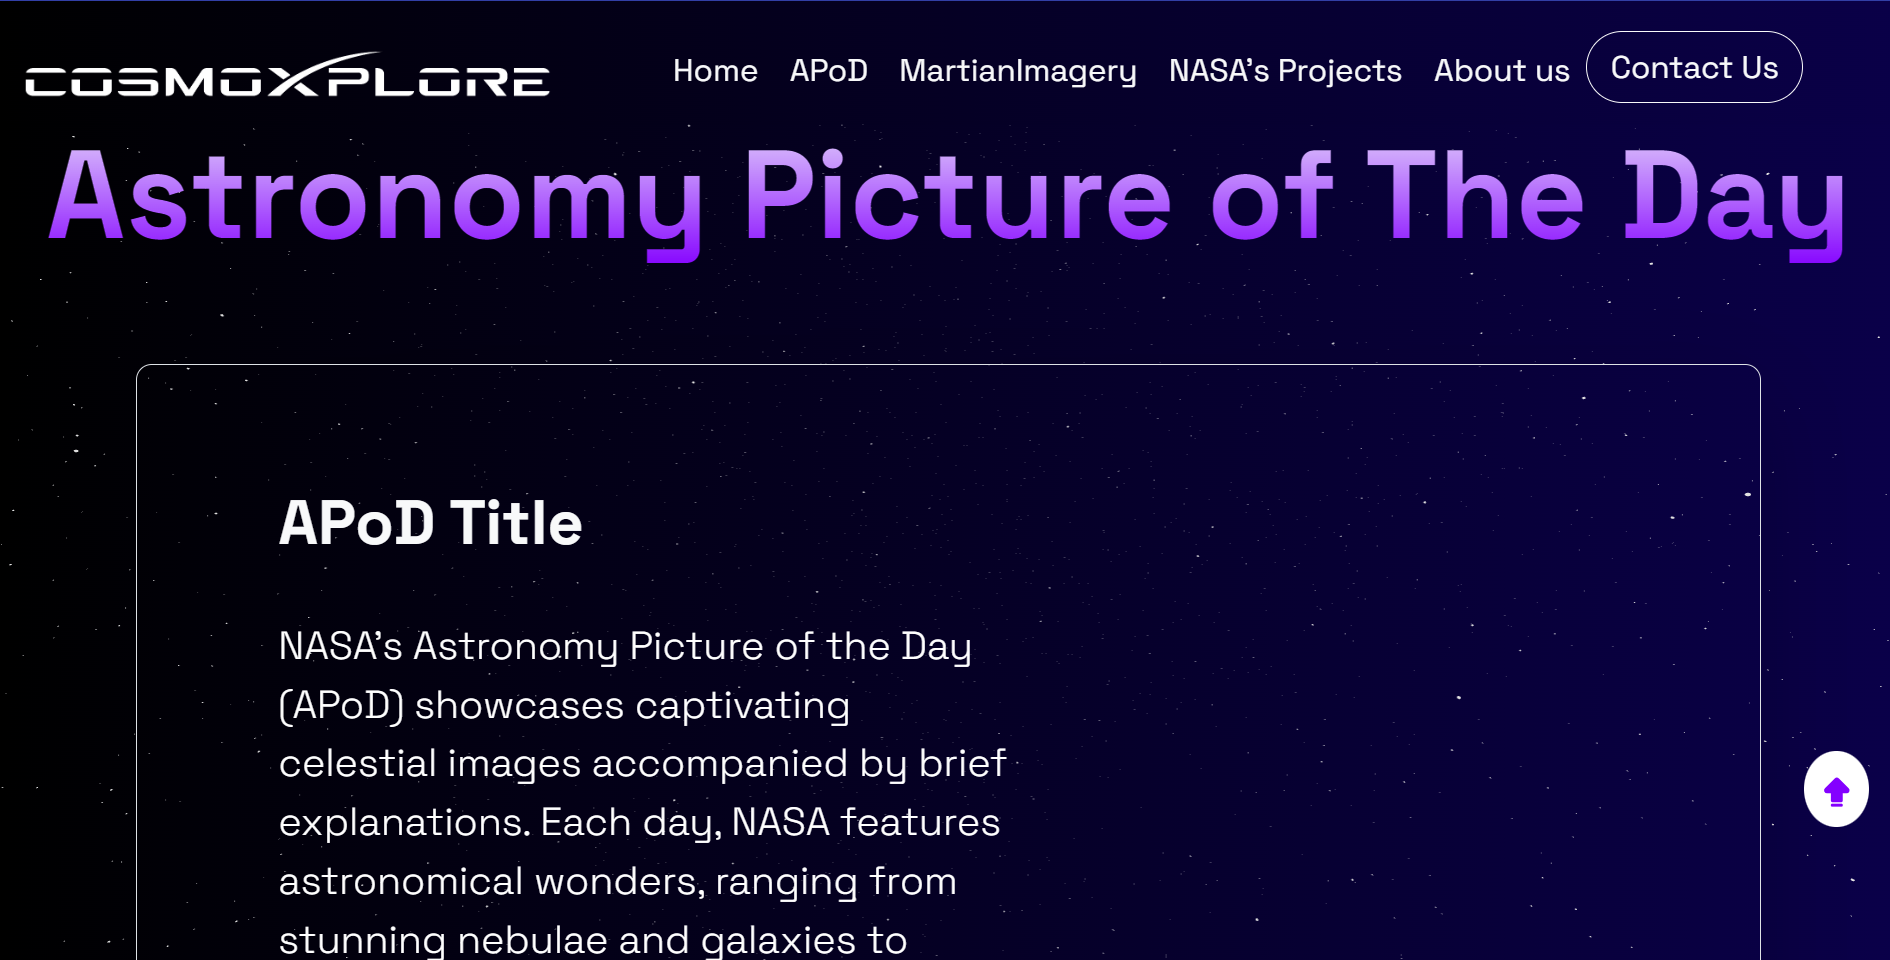 COSMOXPLORE
Home APoD MartianImagery NASA's Projects About us Contact Us
Astronomy Picture of The Day
APoD Title
NASA's Astronomy Picture of the Day
(APoD) showcases captivating
celestial images accompanied by brief
explanations. Each day, NASA features
astronomical wonders, ranging from
stunning nebulae and galaxies to